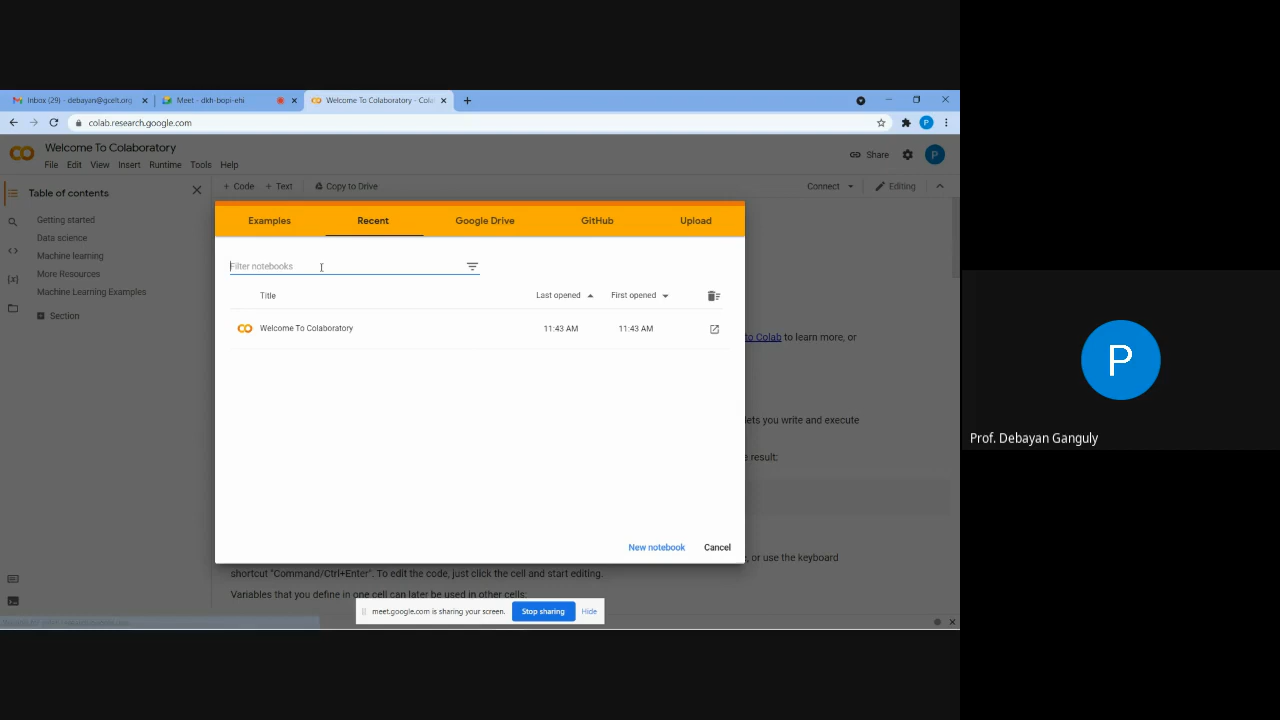 Inbox (29) - debayan@gcelt.org
Meet - dkh-bopi-ehi
Welcome To Colaboratory - Cola
colab.research.google.com
Welcome To Colaboratory
File Edit View Insert Runtime Tools Help
Share
P
Table of contents
+ Code + Text Copy to Drive
Connect
Editing
Getting started
Data science
Machine learning
More Resources
Machine Learning Examples
Section
Examples Recent Google Drive GitHub Upload
Filter notebooks
Title Last opened First opened
Welcome To Colaboratory 11:43 AM 11:43 AM
to Colab to learn more, or
lets you write and execute
e result:
New notebook Cancel
, or use the keyboard
shortcut "Command/Ctrl+Enter". To edit the code, just click the cell and start editing.
Variables that you define in one cell can later be used in other cells:
meet.google.com is sharing your screen. Stop sharing Hide
P
Prof. Debayan Ganguly